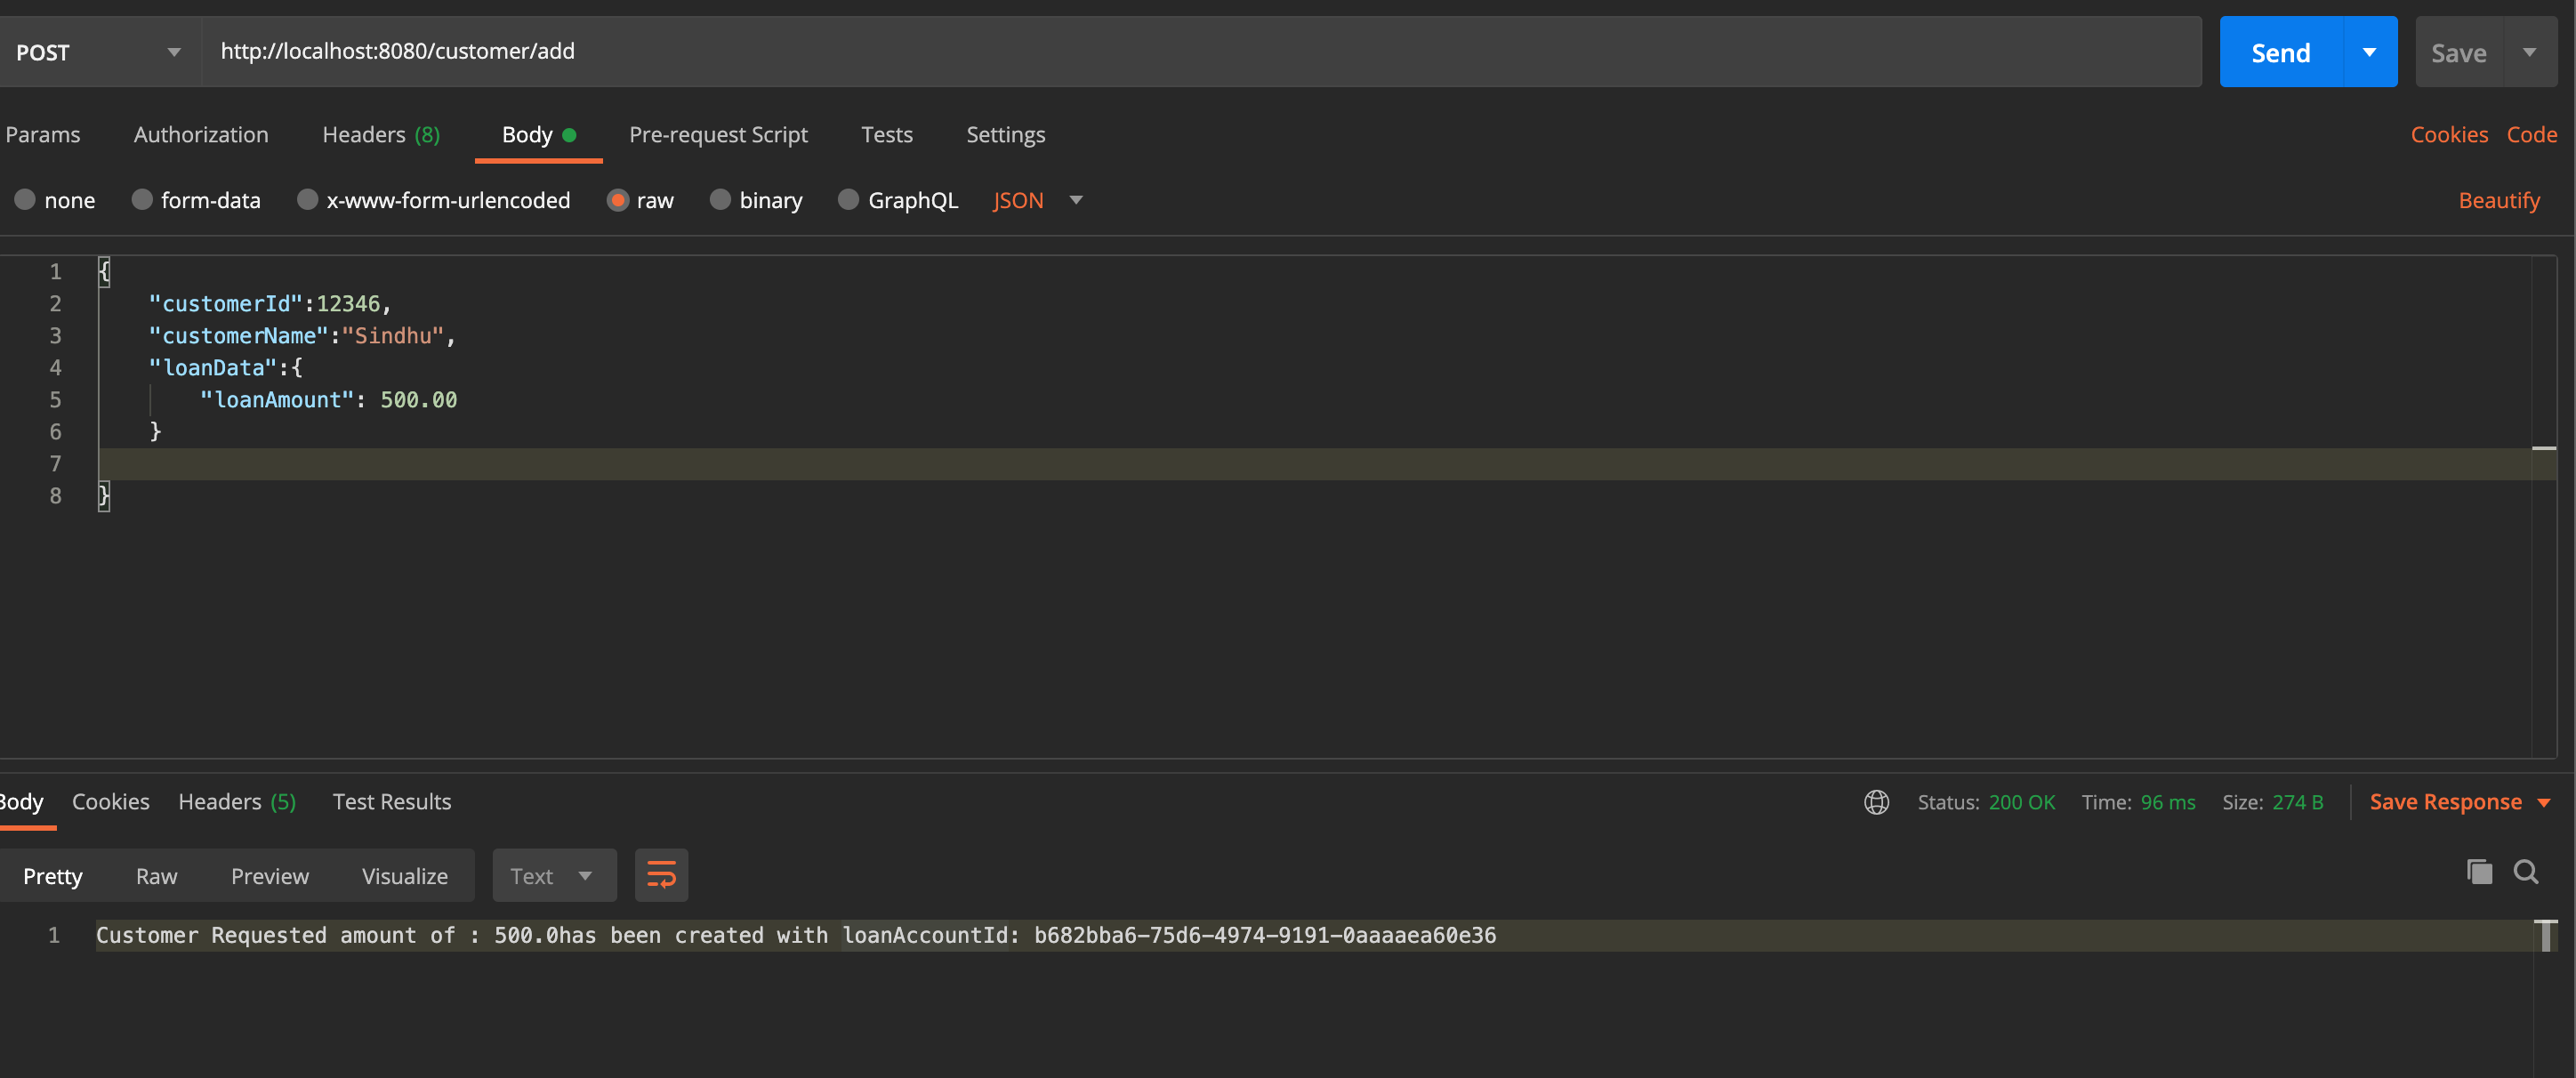 POST http://localhost:8080/customer/add Send Save
Params Authorization Headers (8) Body Pre-request Script Tests Settings Cookies Code
none form-data x-www-form-urlencoded raw binary GraphQL JSON Beautify
1 {
2 "customerId":12346,
3 "customerName":"Sindhu",
4 "loanData":{
5 "loanAmount": 500.00
6 }
7
8 }
Body Cookies Headers (5) Test Results Status: 200 OK Time: 96 ms Size: 274 B Save Response
Pretty Raw Preview Visualize Text
1 Customer Requested amount of : 500.0has been created with loanAccountId: b682bba6-75d6-4974-9191-0aaaaea60e36